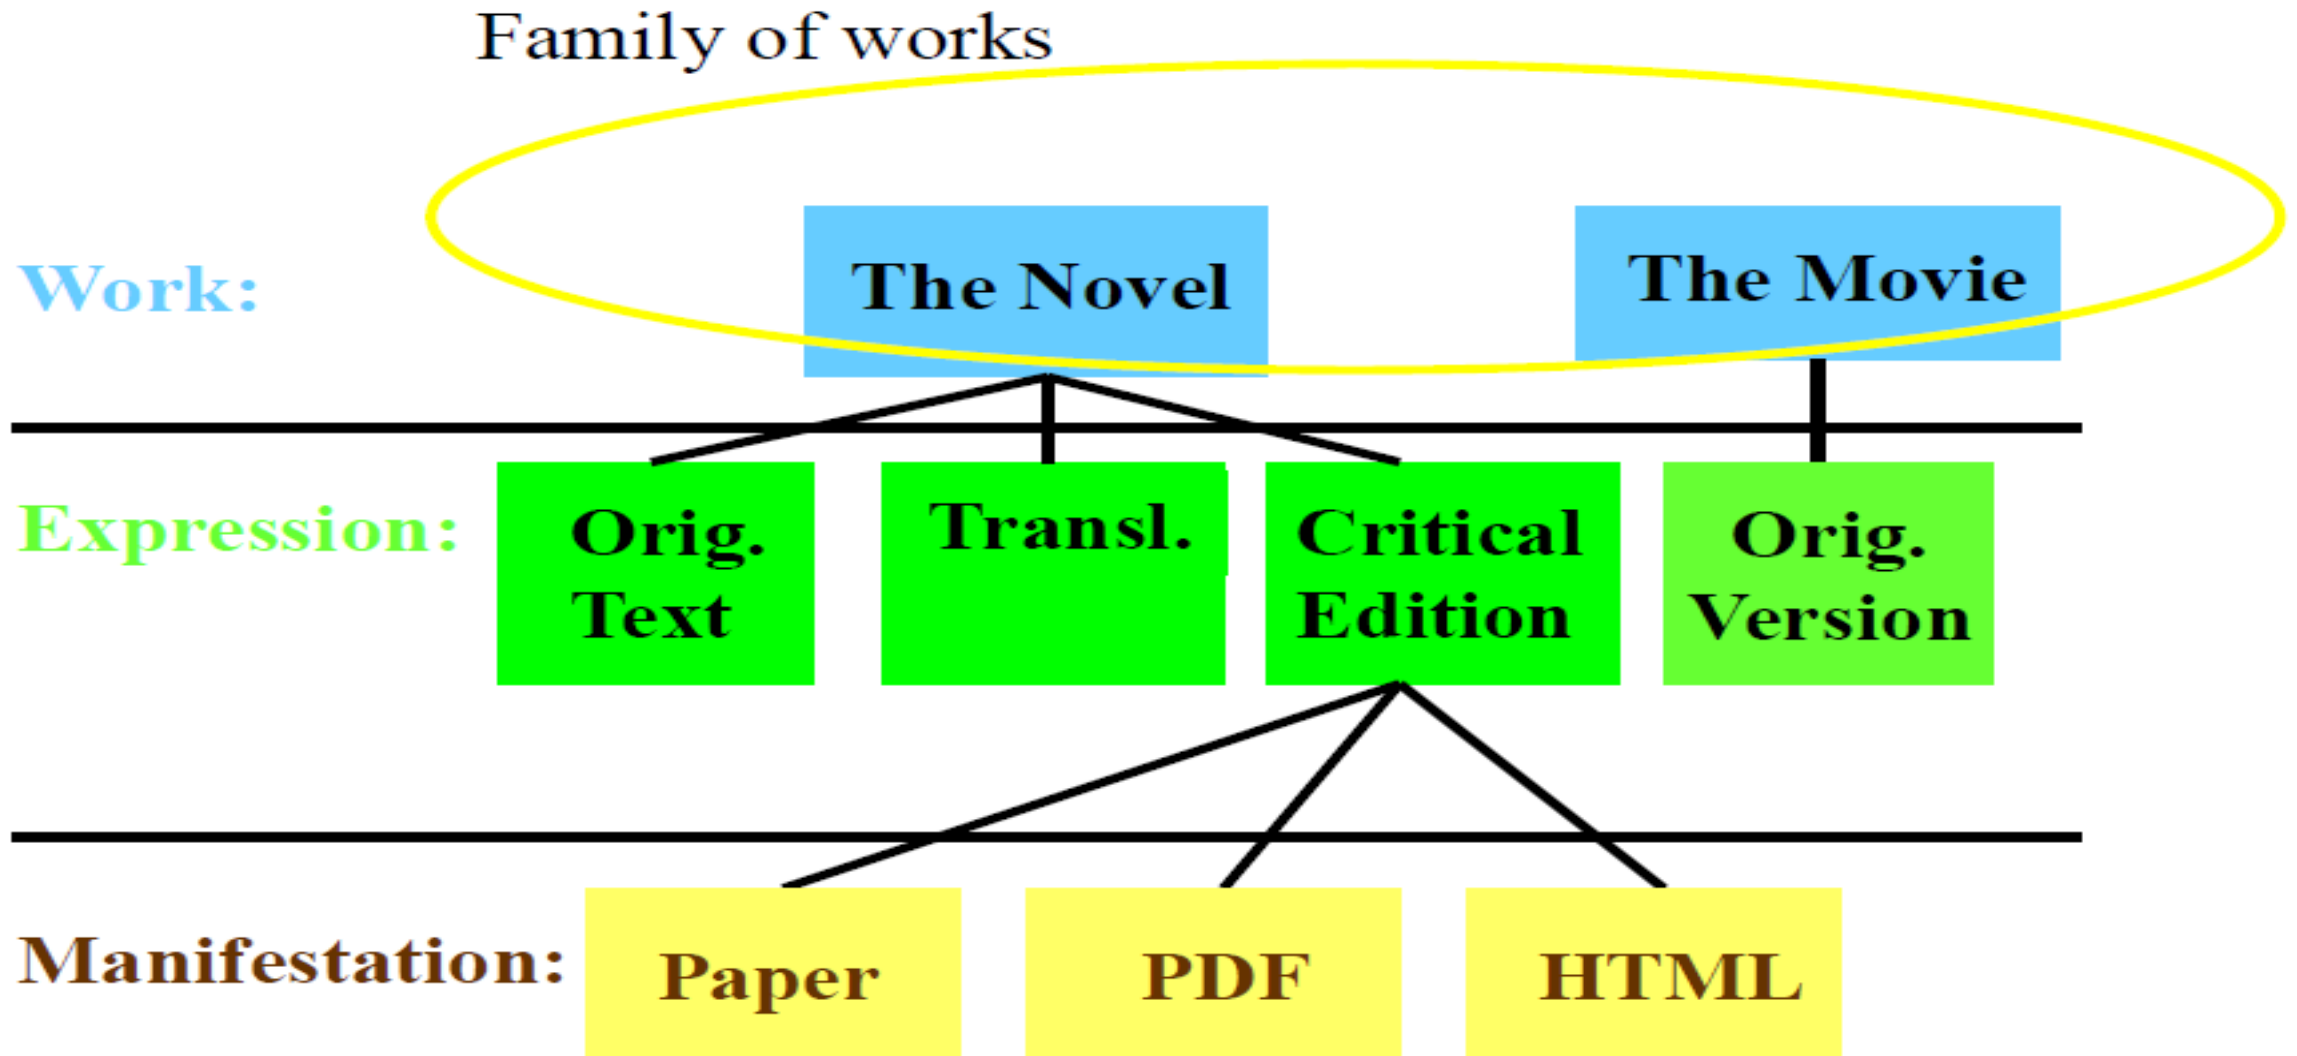 Family of works
Work:
The Novel
The Movie
Expression:
Orig.
Text
Transl.
Critical
Edition
Orig.
Version
Manifestation:
Paper
PDF
HTML